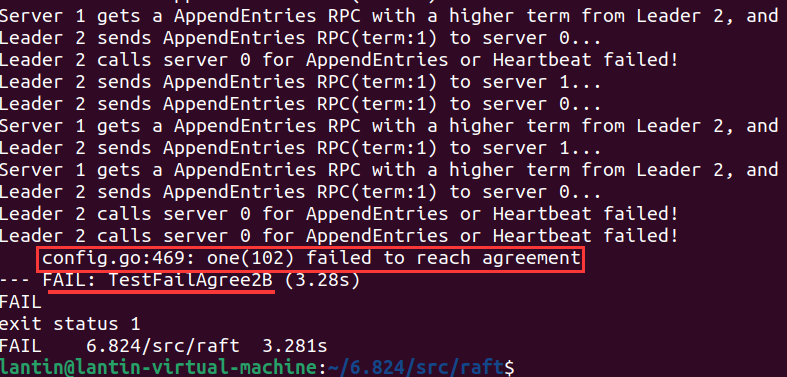 Server 1 gets a AppendEntries RPC with a higher term from Leader 2, and
Leader 2 sends AppendEntries RPC(term:1) to server 0...
Leader 2 calls server 0 for AppendEntries or Heartbeat failed!
Leader 2 sends AppendEntries RPC(term:1) to server 1...
Leader 2 sends AppendEntries RPC(term:1) to server 0...
Server 1 gets a AppendEntries RPC with a higher term from Leader 2, and
Leader 2 sends AppendEntries RPC(term:1) to server 1...
Server 1 gets a AppendEntries RPC with a higher term from Leader 2, and
Leader 2 sends AppendEntries RPC(term:1) to server 0...
Leader 2 calls server 0 for AppendEntries or Heartbeat failed!
Leader 2 calls server 0 for AppendEntries or Heartbeat failed!
config.go:469: one(102) failed to reach agreement
--- FAIL: TestFailAgree2B (3.28s)
FAIL
exit status 1
FAIL 6.824/src/raft 3.281s
lantin@lantin-virtual-machine:~/6.824/src/raft$